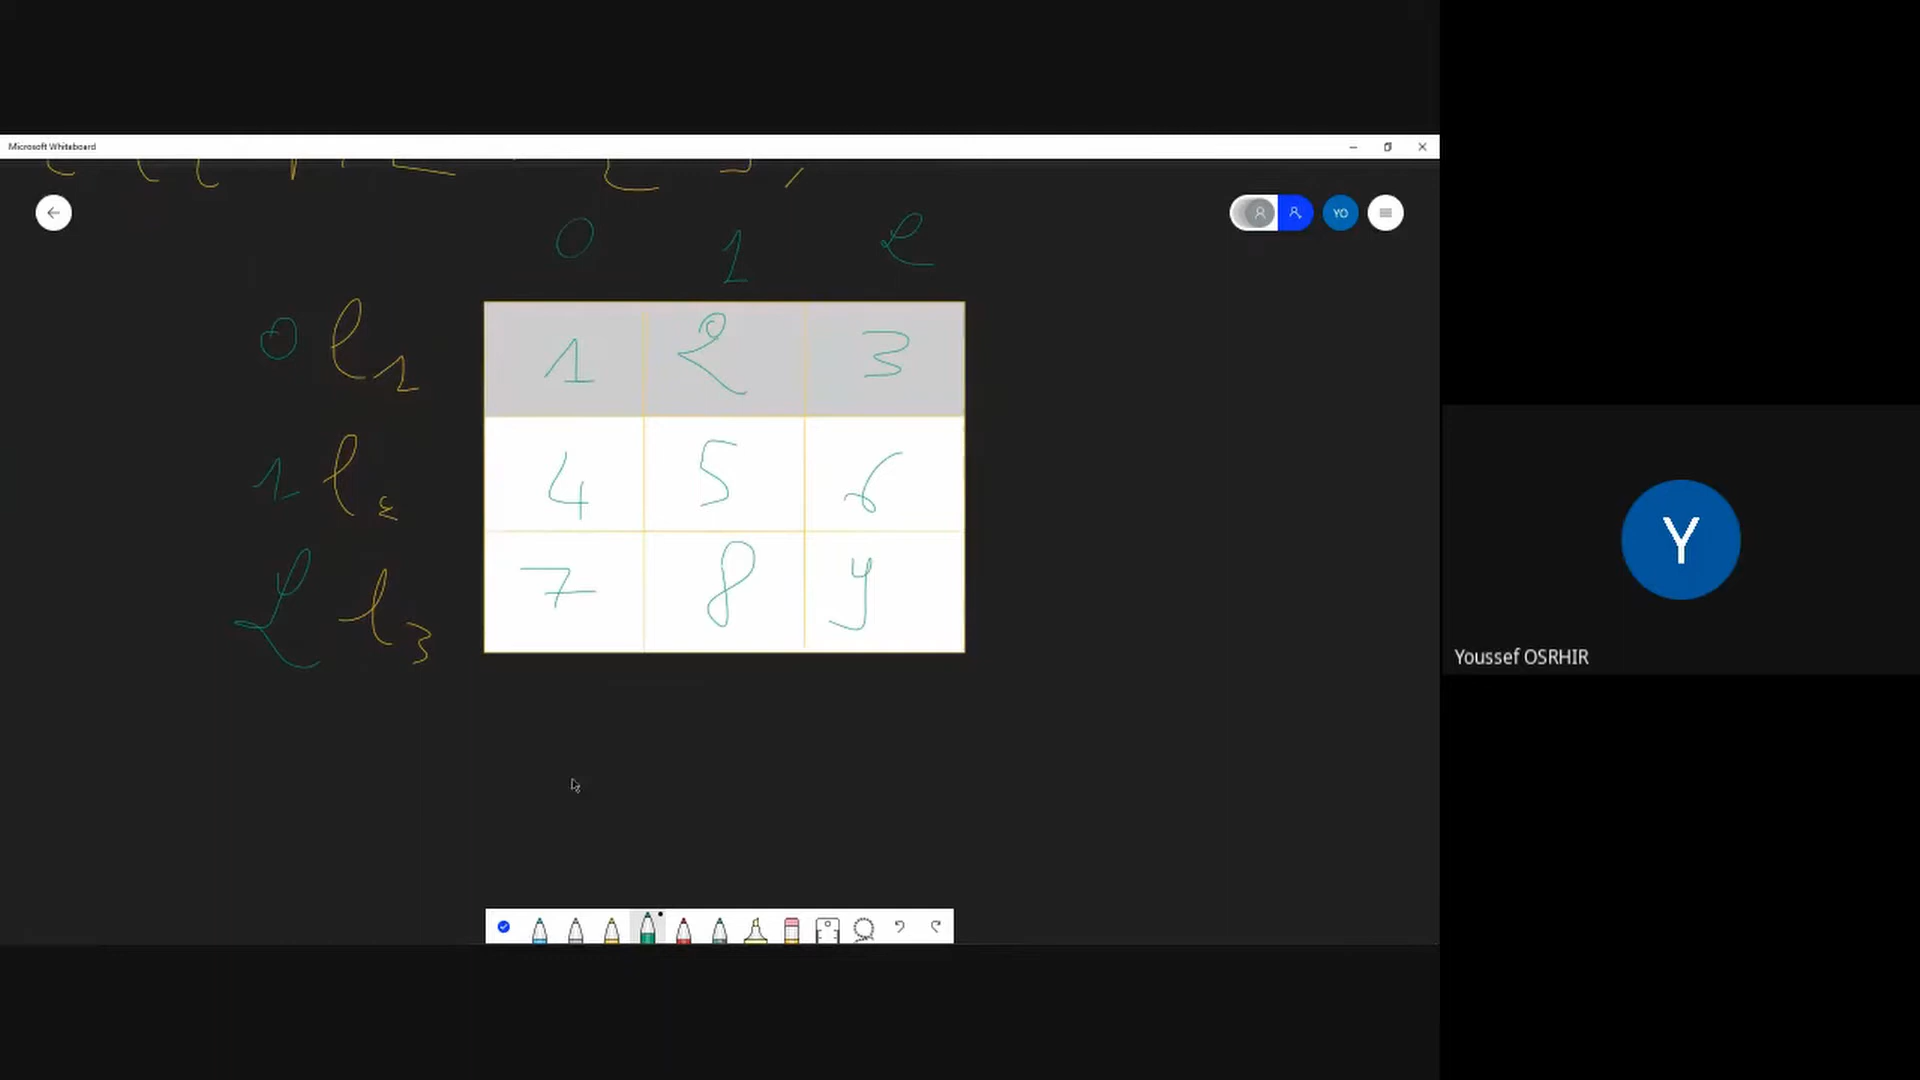 Microsoft Whiteboard
YO
0 1 2
0 l1 1 2 3
1 l2 4 5 6
2 l3 7 8 9
Y
Youssef OSRHIR